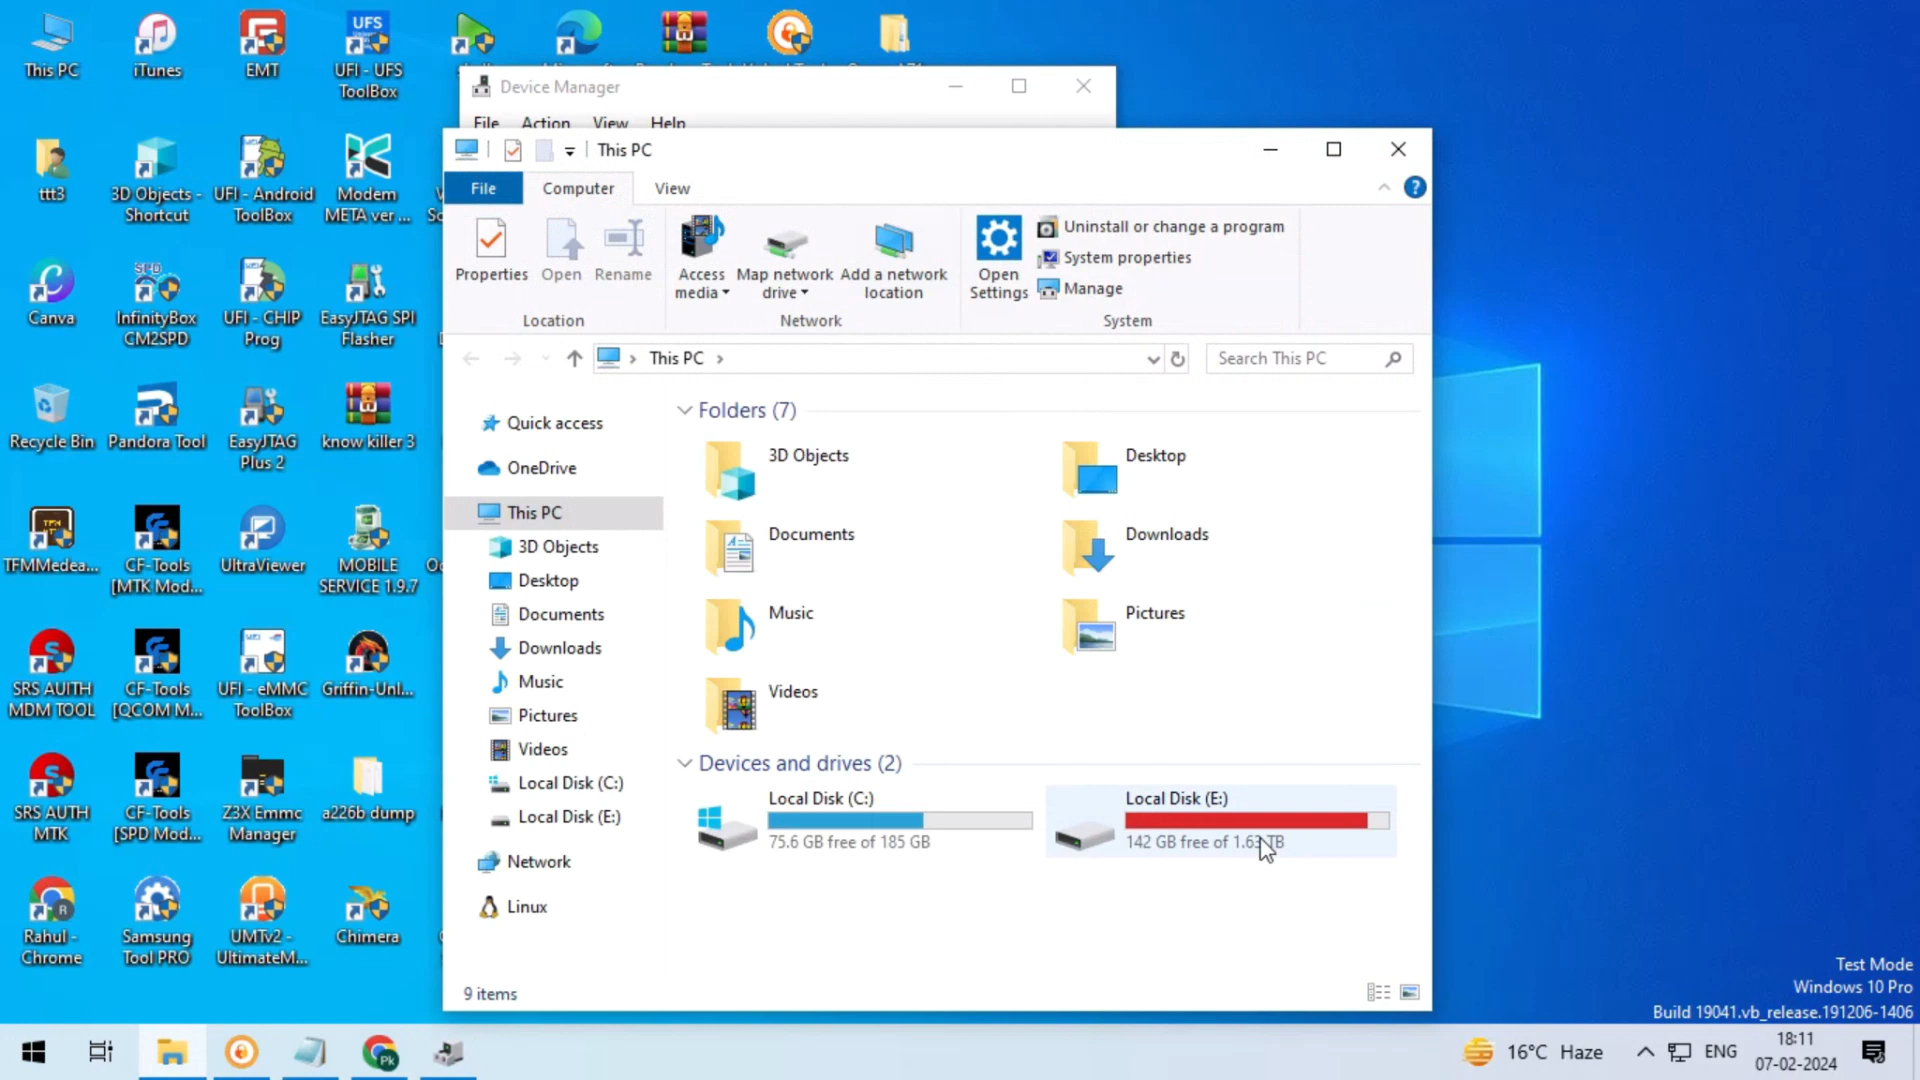 This PC
iTunes
EMT
UFI - UFS
ToolBox
ttt3
3D Objects -
Shortcut
UFI - Android
ToolBox
Modem
META ver ...
Canva
InfinityBox
CM2SPD
UFI - CHIP
Prog
EasyJTAG SPI
Flasher
Recycle Bin
Pandora Tool
EasyJTAG
Plus 2
know killer 3
TFMMedea...
CF-Tools
[MTK Mod...
UltraViewer
MOBILE
SERVICE 1.9.7
SRS AUITH
MDM TOOL
CF-Tools
[QCOM M...
UFI - eMMC
ToolBox
Griffin-Unl...
SRS AUTH
MTK
CF-Tools
[SPD Mod...
Z3X Emmc
Manager
a226b dump
Rahul -
Chrome
Samsung
Tool PRO
UMTv2 -
UltimateM...
Chimera
Device Manager
File Action View Help
This PC
File Computer View
Properties
Open
Rename
Access
media
Map network
drive
Add a network
location
Open
Settings
Uninstall or change a program
System properties
Manage
Location
Network
System
This PC
Search This PC
Quick access
OneDrive
This PC
3D Objects
Desktop
Documents
Downloads
Music
Pictures
Videos
Local Disk (C:)
Local Disk (E:)
Network
Linux
Folders (7)
3D Objects
Desktop
Documents
Downloads
Music
Pictures
Videos
Devices and drives (2)
Local Disk (C:)
75.6 GB free of 185 GB
Local Disk (E:)
142 GB free of 1.63 TB
9 items
Test Mode
Windows 10 Pro
Build 19041.vb_release.191206-1406
16°C Haze
ENG
18:11
07-02-2024